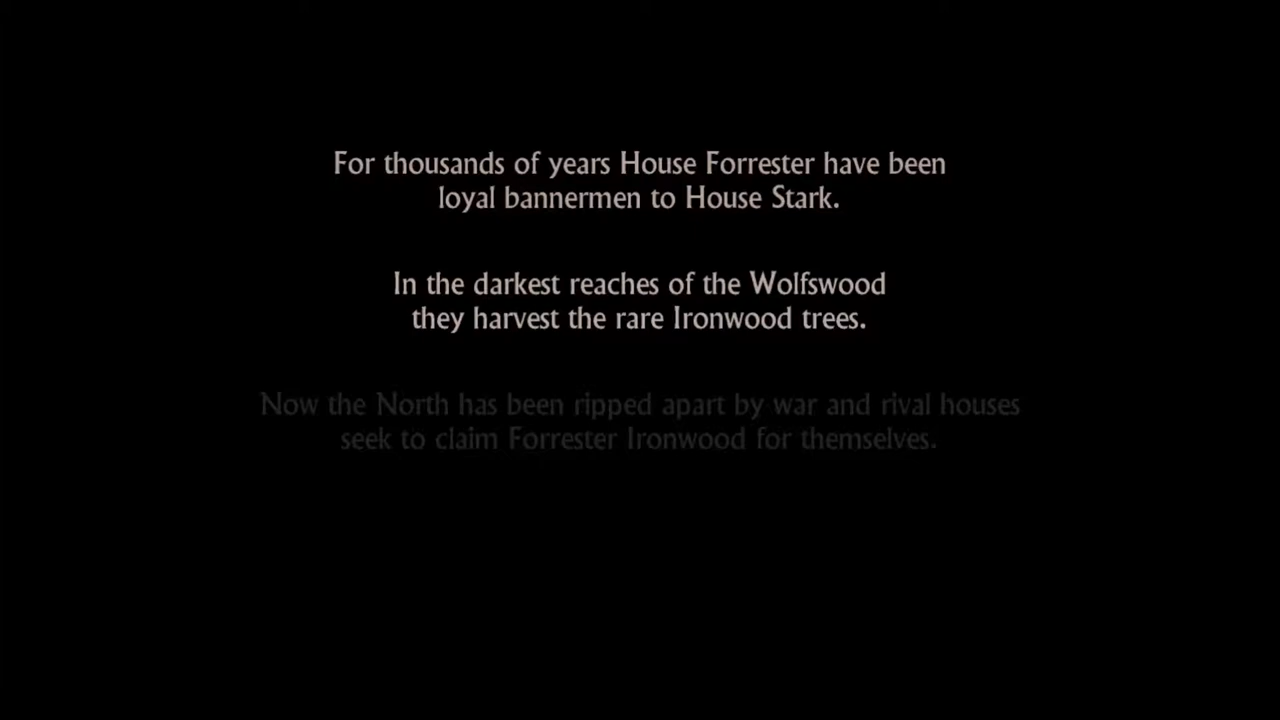 For thousands of years House Forrester have been
loyal bannermen to House Stark.
In the darkest reaches of the Wolfswood
they harvest the rare Ironwood trees.
Now the North has been ripped apart by war and rival houses
seek to claim Forrester Ironwood for themselves.